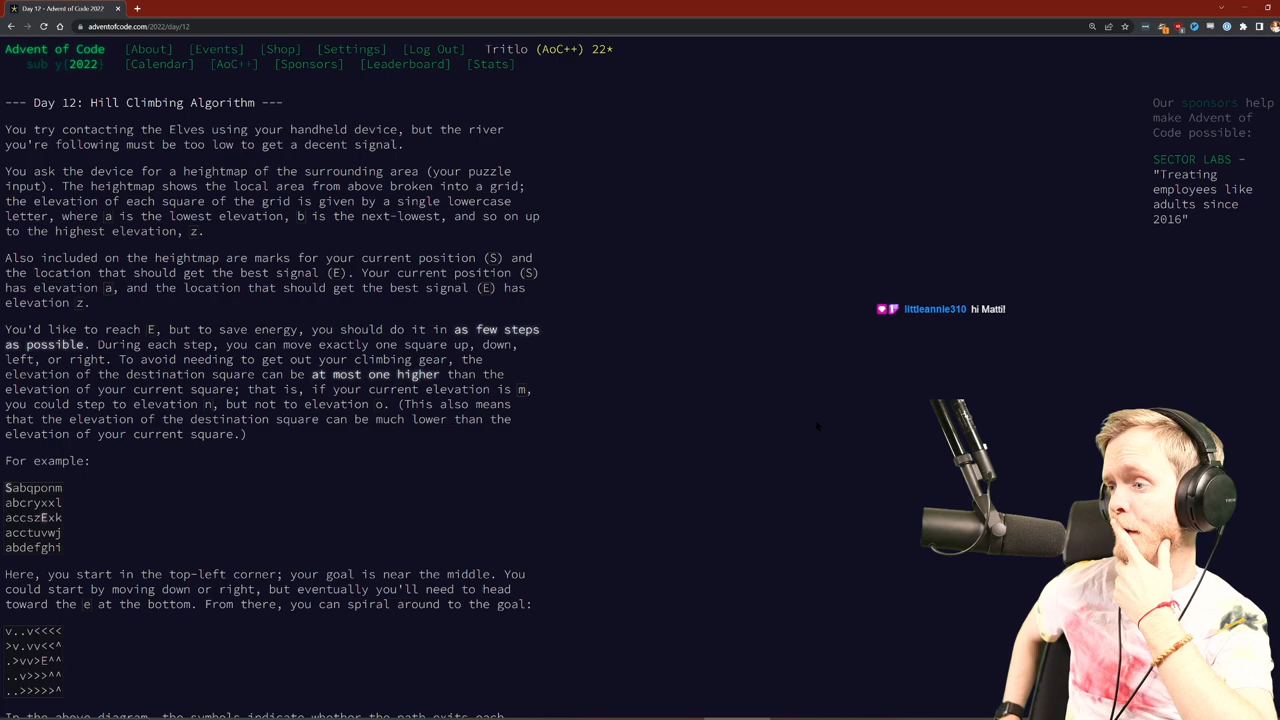 Day 12 - Advent of Code 2022
adventofcode.com/2022/day/12
Advent of Code [About] [Events] [Shop] [Settings] [Log Out] Tritlo (AoC++) 22*
sub y{2022} [Calendar] [AoC++] [Sponsors] [Leaderboard] [Stats]
--- Day 12: Hill Climbing Algorithm ---
You try contacting the Elves using your handheld device, but the river
you're following must be too low to get a decent signal.
You ask the device for a heightmap of the surrounding area (your puzzle
input). The heightmap shows the local area from above broken into a grid;
the elevation of each square of the grid is given by a single lowercase
letter, where a is the lowest elevation, b is the next-lowest, and so on up
to the highest elevation, z.
Also included on the heightmap are marks for your current position (S) and
the location that should get the best signal (E). Your current position (S)
has elevation a, and the location that should get the best signal (E) has
elevation z.
You'd like to reach E, but to save energy, you should do it in as few steps
as possible. During each step, you can move exactly one square up, down,
left, or right. To avoid needing to get out your climbing gear, the
elevation of the destination square can be at most one higher than the
elevation of your current square; that is, if your current elevation is m,
you could step to elevation n, but not to elevation o. (This also means
that the elevation of the destination square can be much lower than the
elevation of your current square.)
For example:
Sabqponm
abcryxxl
accszExk
acctuvwj
abdefghi
Here, you start in the top-left corner; your goal is near the middle. You
could start by moving down or right, but eventually you'll need to head
toward the e at the bottom. From there, you can spiral around to the goal:
v..v<<<<
>v.vv<<^
.>vv>E^^
..v>>>^^
..>>>>>^
In the above diagram, the symbols indicate whether the path exits each
Our sponsors help
make Advent of
Code possible:
SECTOR LABS -
"Treating
employees like
adults since
2016"
littleannie310 hi Matti!